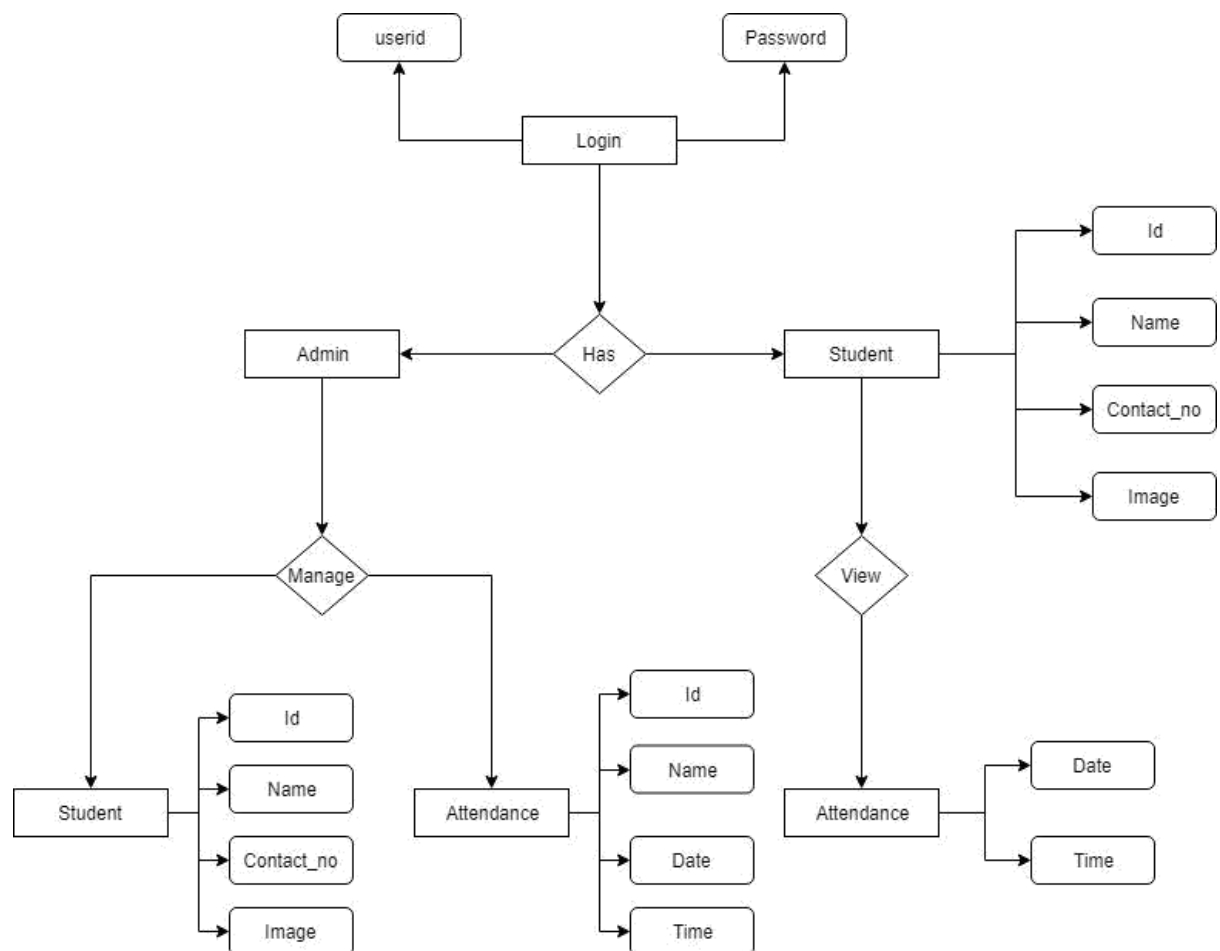 userid
Password
Login
Id
Name
Admin
Has
Student
Contact_no
Image
Manage
View
Id
Id
Name
Date
Name
Student
Attendance
Attendance
Contact_no
Date
Time
Image
Time